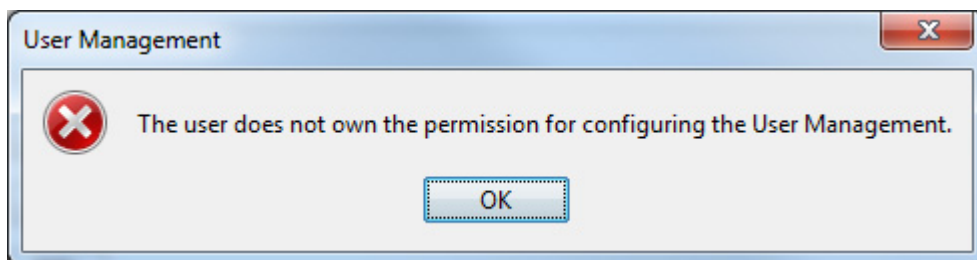 User Management
The user does not own the permission for configuring the User Management.
OK